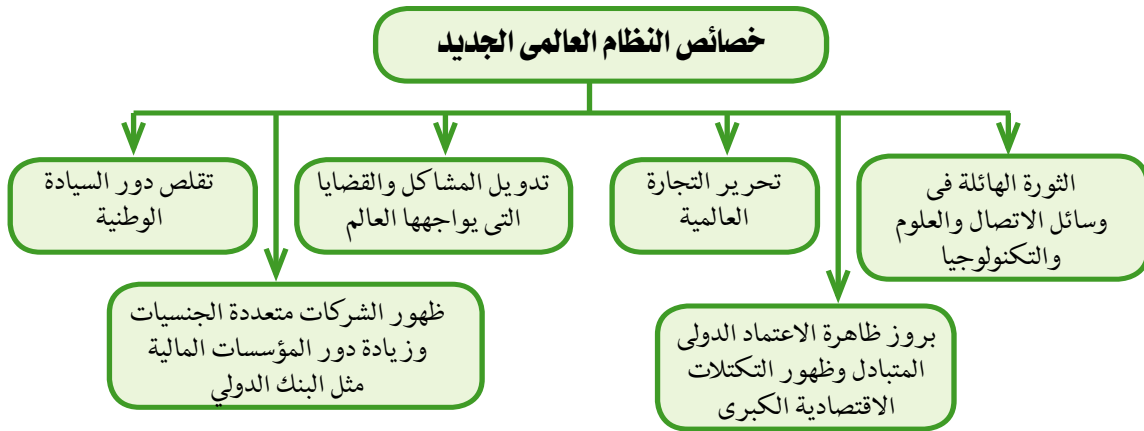 خصائص النظام العالمى الجديد
الثورة الهائلة فى
وسائل الاتصال والعلوم
والتكنولوجيا
بروز ظاهرة الاعتماد الدولى
المتبادل وظهور التكتلات
الاقتصادية الكبرى
تحرير التجارة
العالمية
تدويل المشاكل والقضايا
التى يواجهها العالم
ظهور الشركات متعددة الجنسيات
وزيادة دور المؤسسات المالية
مثل البنك الدولي
تقلص دور السيادة
الوطنية